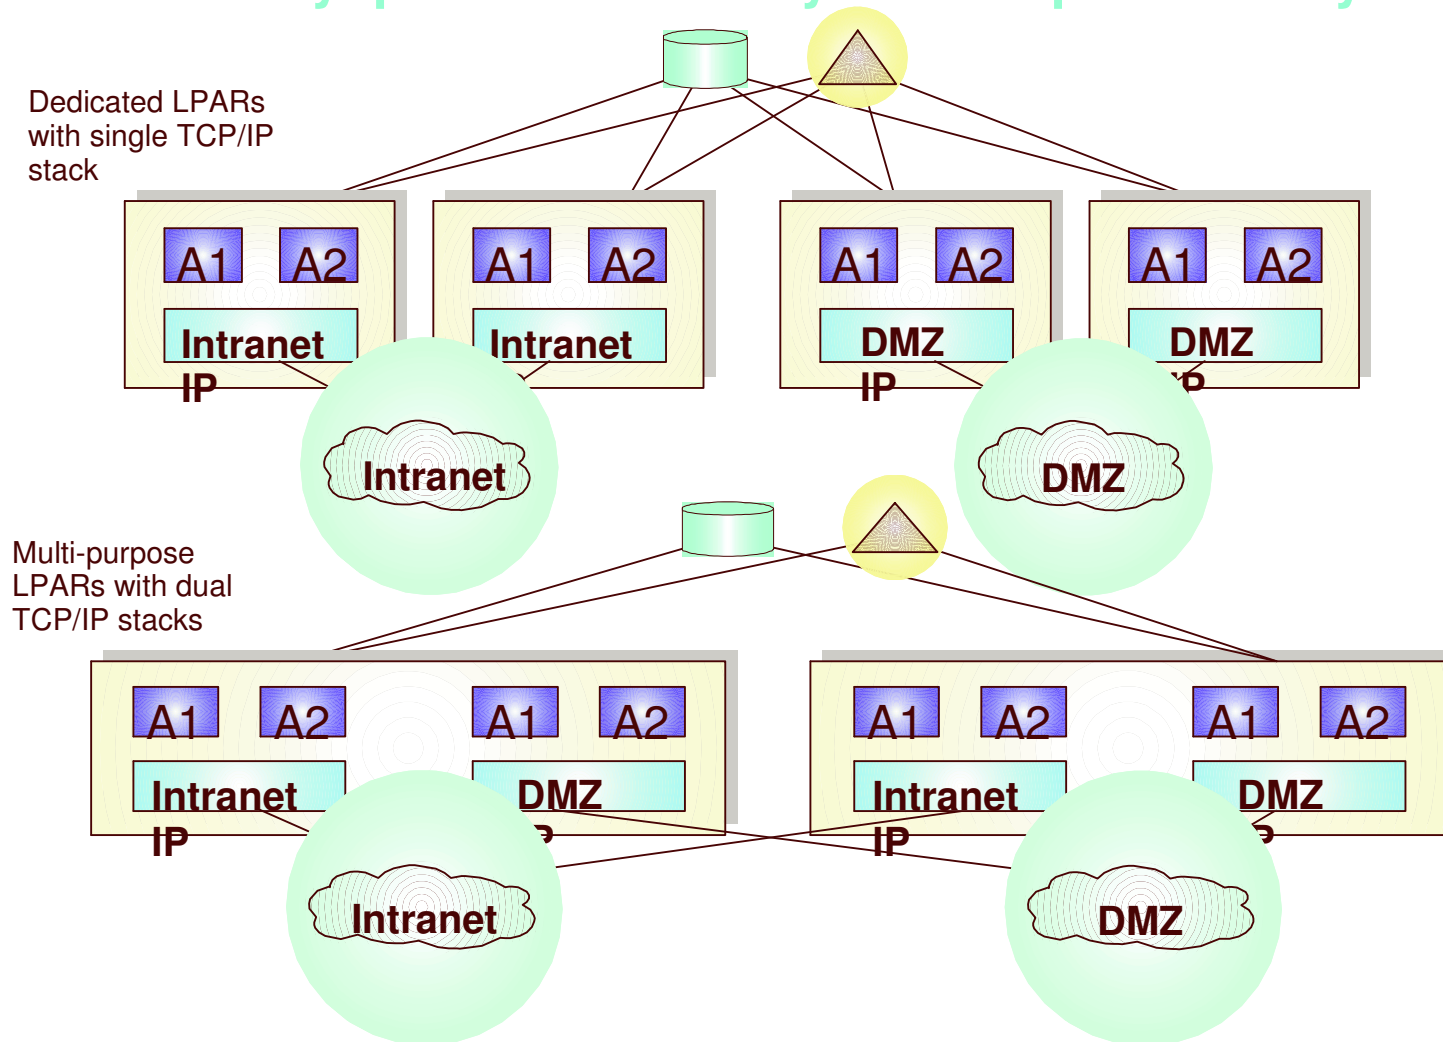 Dedicated LPARs
with single TCP/IP
stack
A1 A2 A1 A2 A1 A2 A1 A2
Intranet Intranet DMZ DMZ
IP IP IP
Intranet DMZ
Multi-purpose
LPARs with dual
TCP/IP stacks
A1 A2 A1 A2 A1 A2 A1 A2
Intranet DMZ Intranet DMZ
IP IP
Intranet DMZ